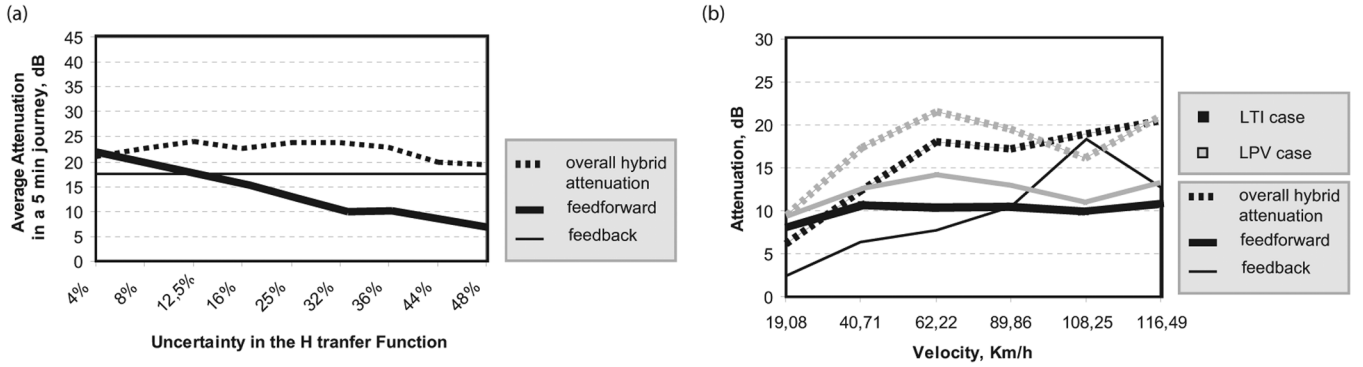 (a)
Average Attenuation
in a 5 min journey, dB
45
40
35
30
25
20
15
10
5
0
4%
8%
12,5%
16%
25%
32%
36%
44%
48%
Uncertainty in the H tranfer Function
overall hybrid
attenuation
feedforward
feedback
(b)
Attenuation, dB
30
25
20
15
10
5
0
19,08
40,71
62,22
89,86
108,25
116,49
Velocity, Km/h
LTI case
LPV case
overall hybrid
attenuation
feedforward
feedback